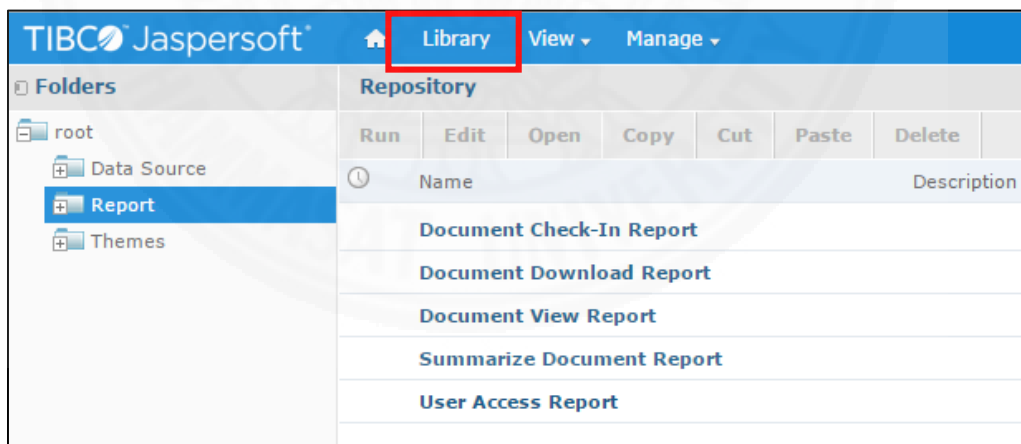 TIBCO Jaspersoft Library View Manage
Folders
root
Data Source
Report
Themes
Repository
Run Edit Open Copy Cut Paste Delete
Name Description
Document Check-In Report
Document Download Report
Document View Report
Summarize Document Report
User Access Report